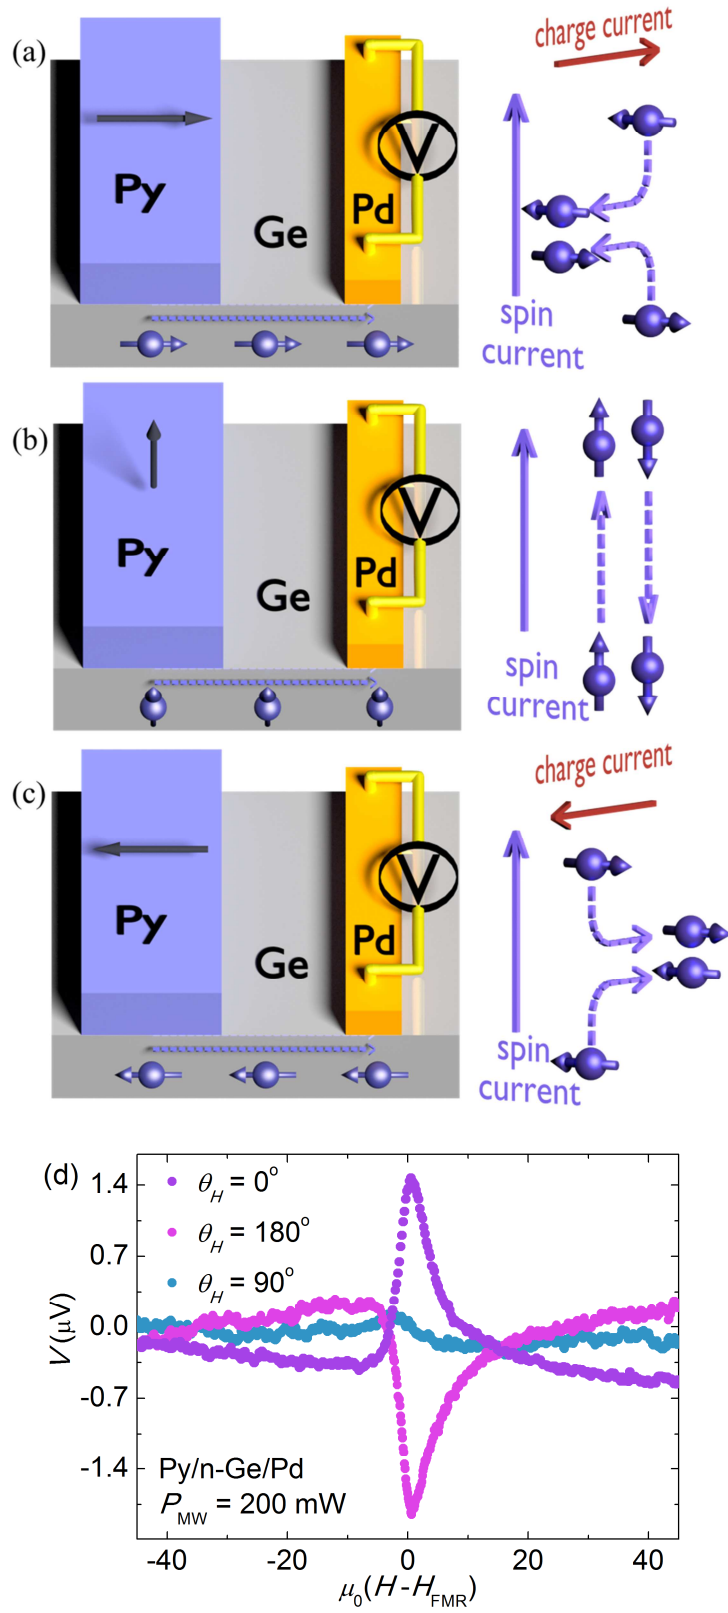 (a)
charge current
Py
Ge
Pd
V
spin
current
(b)
Py
Ge
Pd
V
spin
current
(c)
charge current
Py
Ge
Pd
V
spin
current
(d)
θH = 0°
θH = 180°
θH = 90°
1.4
0.7
0.0
-0.7
-1.4
V(μV)
Py/n-Ge/Pd
PMW = 200 mW
-40 -20 0 20 40
μ0(H-HFMR)